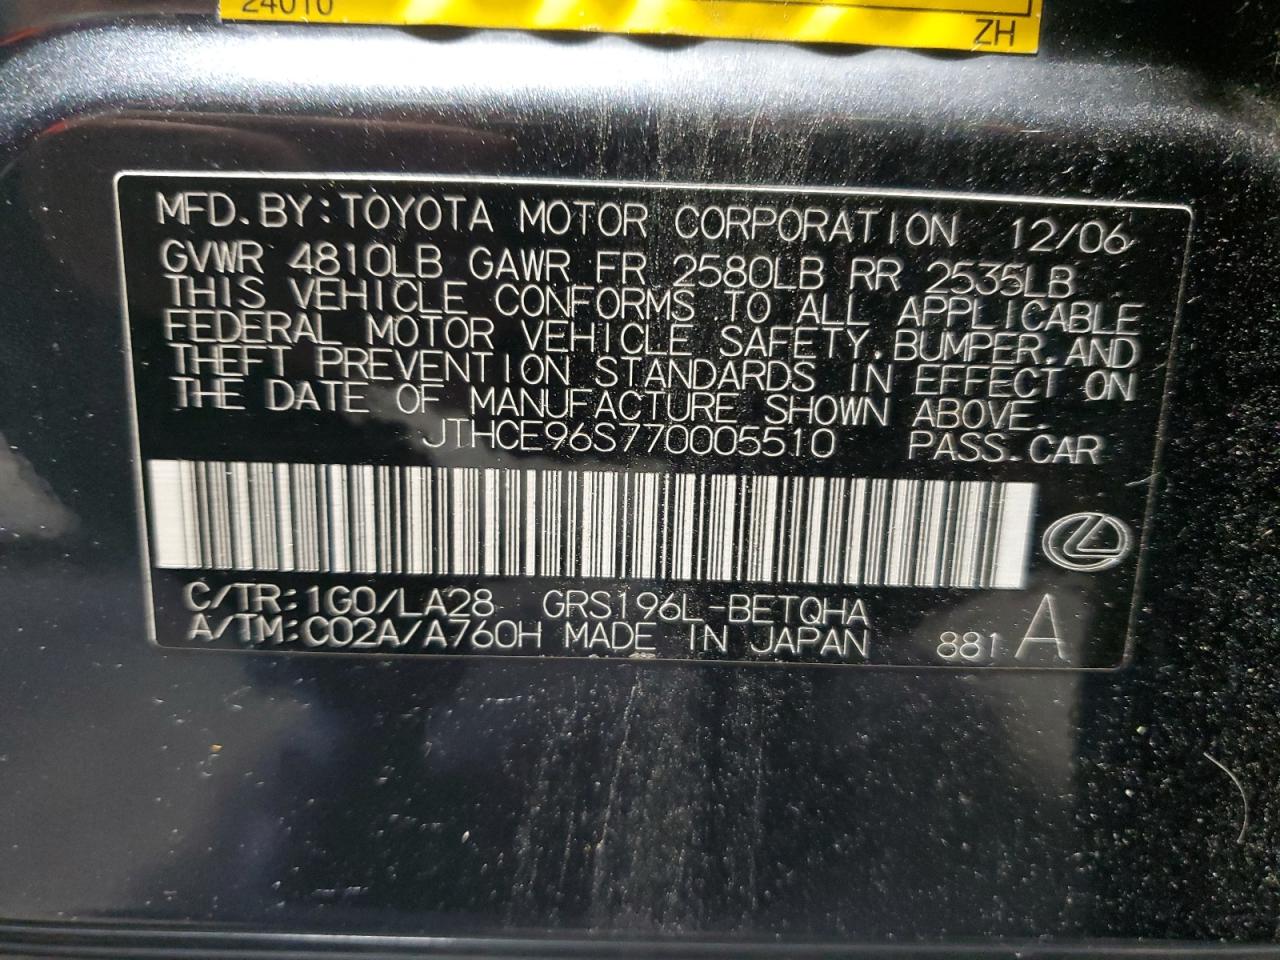 24010
ZH
MFD. BY: TOYOTA MOTOR CORPORATION 12/06
GVWR 4810LB GAWR FR 2580LB RR 2535LB
THIS VEHICLE CONFORMS TO ALL APPLICABLE
FEDERAL MOTOR VEHICLE SAFETY, BUMPER, AND
THEFT PREVENTION STANDARDS IN EFFECT ON
THE DATE OF MANUFACTURE SHOWN ABOVE.
JTHCE96S770005510 PASS. CAR
C/TR: 1G0/LA28 GRS196L-BETQHA
A/TM: C02A/A760H MADE IN JAPAN 881 A